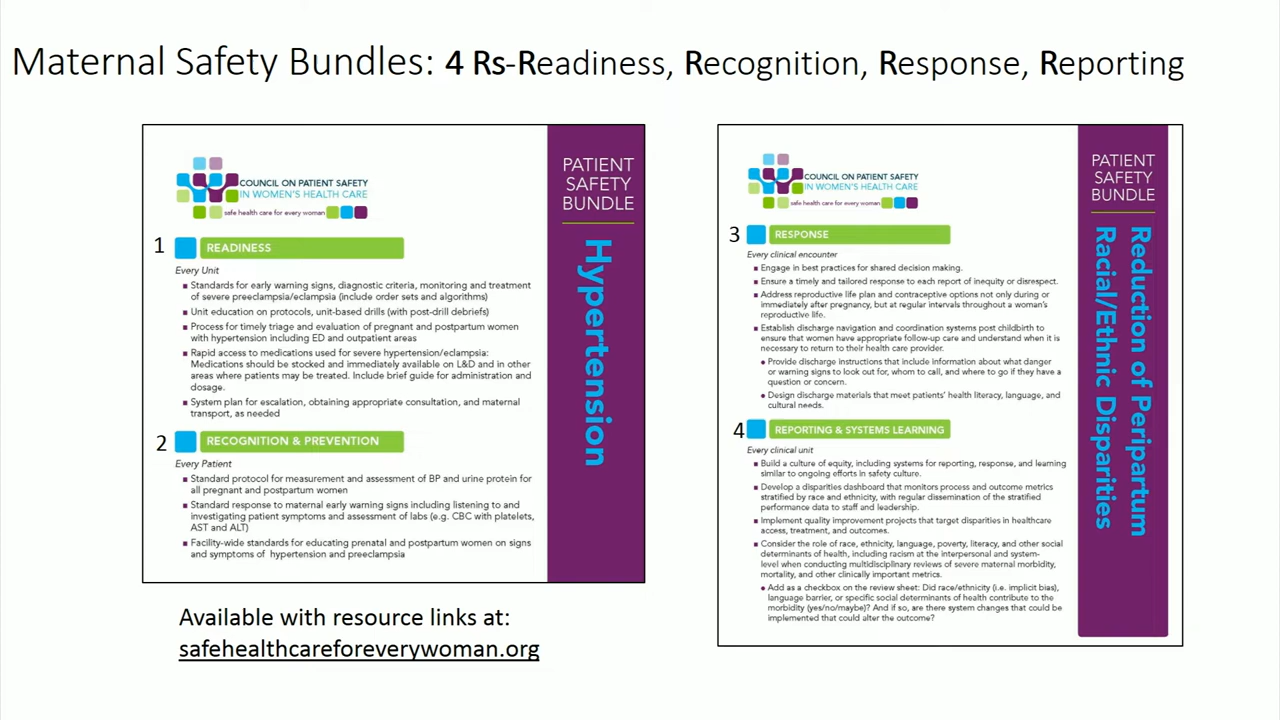 Maternal Safety Bundles: 4 Rs-Readiness, Recognition, Response, Reporting
COUNCIL ON PATIENT SAFETY
IN WOMEN'S HEALTH CARE
safe health care for every woman
PATIENT
SAFETY
BUNDLE
Hypertension
1
READINESS
Every Unit
■ Standards for early warning signs, diagnostic criteria, monitoring and treatment
of severe preeclampsia/eclampsia (include order sets and algorithms)
■ Unit education on protocols, unit-based drills (with post-drill debriefs)
■ Process for timely triage and evaluation of pregnant and postpartum women
with hypertension including ED and outpatient areas
■ Rapid access to medications used for severe hypertension/eclampsia:
Medications should be stocked and immediately available on L&D and in other
areas where patients may be treated. Include brief guide for administration and
dosage.
■ System plan for escalation, obtaining appropriate consultation, and maternal
transport, as needed
2
RECOGNITION & PREVENTION
Every Patient
■ Standard protocol for measurement and assessment of BP and urine protein for
all pregnant and postpartum women
■ Standard response to maternal early warning signs including listening to and
investigating patient symptoms and assessment of labs (e.g. CBC with platelets,
AST and ALT)
■ Facility-wide standards for educating prenatal and postpartum women on signs
and symptoms of hypertension and preeclampsia
Available with resource links at:
safehealthcareforeverywoman.org
COUNCIL ON PATIENT SAFETY
IN WOMEN'S HEALTH CARE
safe health care for every woman
PATIENT
SAFETY
BUNDLE
Reduction of Peripartum
Racial/Ethnic Disparities
3
RESPONSE
Every clinical encounter
■ Engage in best practices for shared decision making.
■ Ensure a timely and tailored response to each report of inequity or disrespect.
■ Address reproductive life plan and contraceptive options not only during or
immediately after pregnancy, but at regular intervals throughout a woman's
reproductive life.
■ Establish discharge navigation and coordination systems post childbirth to
ensure that women have appropriate follow-up care and understand when it is
necessary to return to their health care provider.
● Provide discharge instructions that include information about what danger
or warning signs to look out for, whom to call, and where to go if they have a
question or concern.
● Design discharge materials that meet patients' health literacy, language, and
cultural needs.
4
REPORTING & SYSTEMS LEARNING
Every clinical unit
■ Build a culture of equity, including systems for reporting, response, and learning
similar to ongoing efforts in safety culture.
■ Develop a disparities dashboard that monitors process and outcome metrics
stratified by race and ethnicity, with regular dissemination of the stratified
performance data to staff and leadership.
■ Implement quality improvement projects that target disparities in healthcare
access, treatment, and outcomes.
■ Consider the role of race, ethnicity, language, poverty, literacy, and other social
determinants of health, including racism at the interpersonal and system-
level when conducting multidisciplinary reviews of severe maternal morbidity,
mortality, and other clinically important metrics.
● Add as a checkbox on the review sheet: Did race/ethnicity (i.e. implicit bias),
language barrier, or specific social determinants of health contribute to the
morbidity (yes/no/maybe)? And if so, are there system changes that could be
implemented that could alter the outcome?